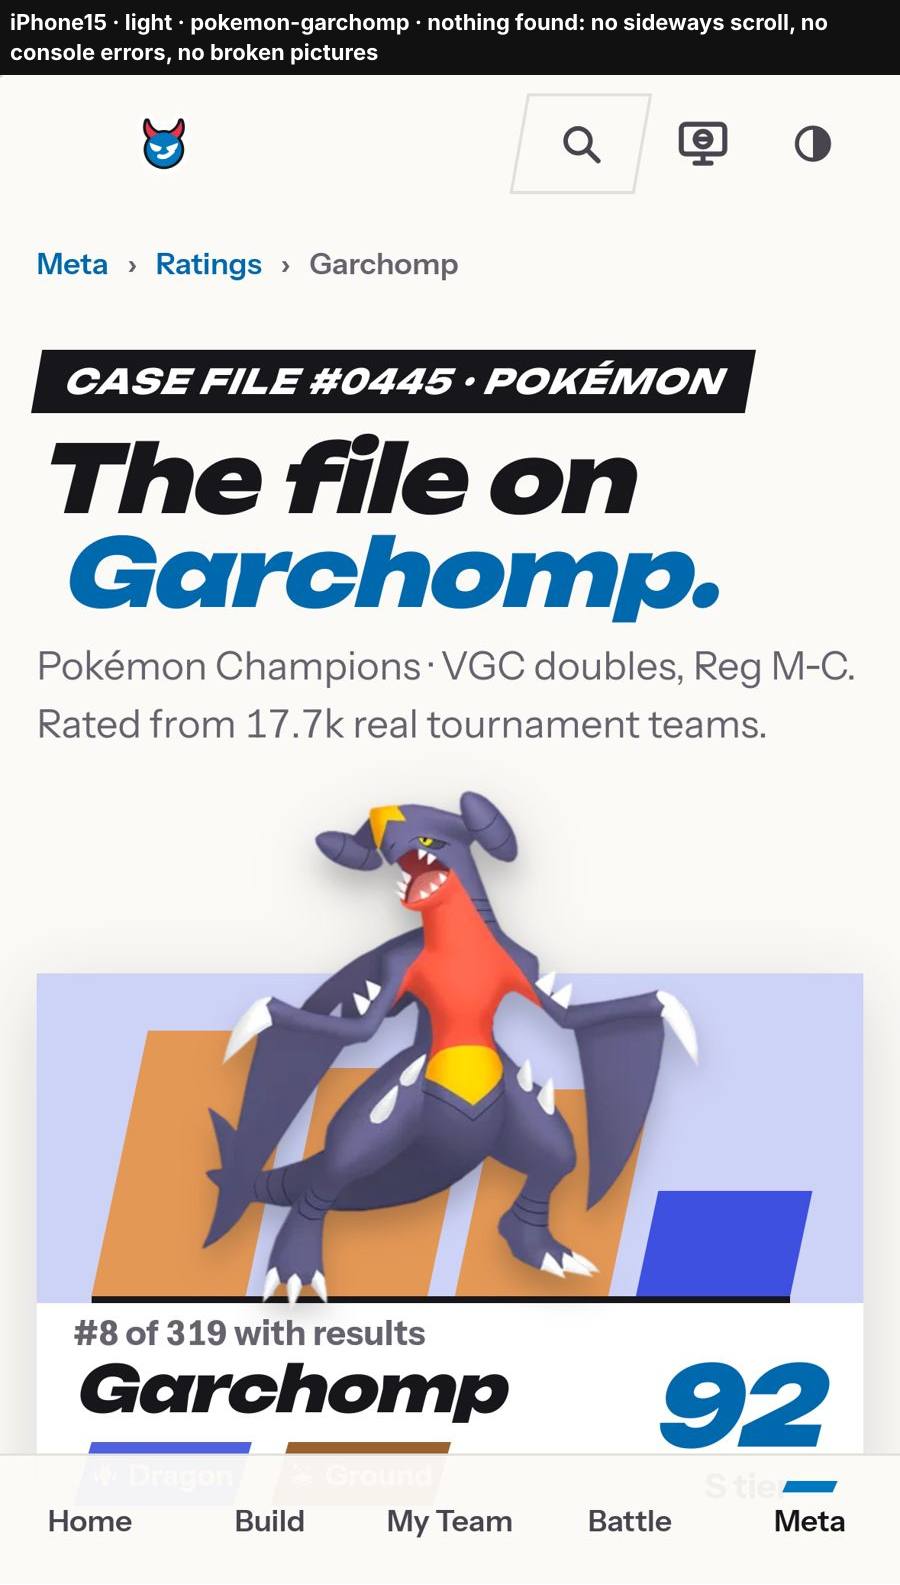 iPhone15 · light · pokemon-garchomp · nothing found: no sideways scroll, no
console errors, no broken pictures
Meta › Ratings › Garchomp
CASE FILE #0445 · POKÉMON
The file on
Garchomp.
Pokémon Champions · VGC doubles, Reg M-C.
Rated from 17.7k real tournament teams.
#8 of 319 with results
Garchomp
92
Dragon Ground
S tier
Home Build My Team Battle Meta